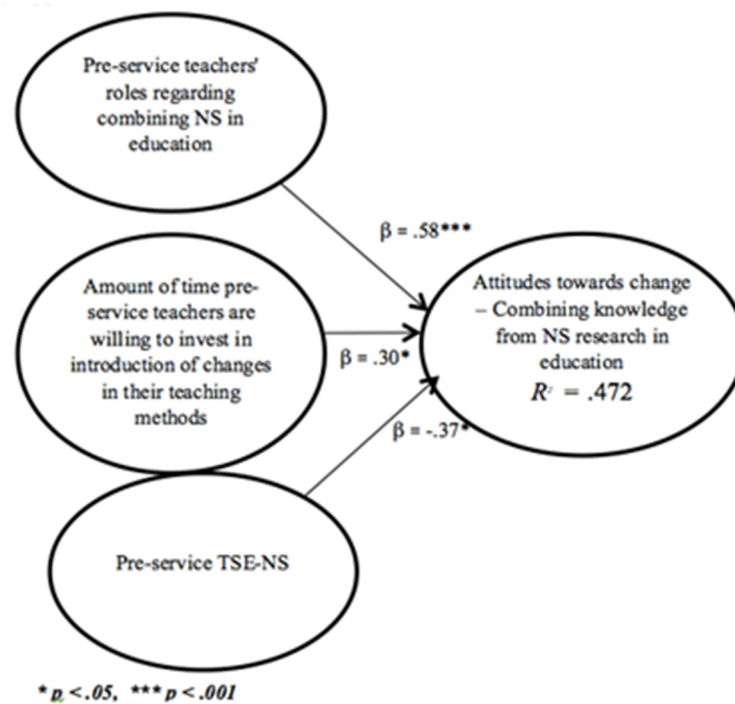 Pre-service teachers'
roles regarding
combining NS in
education
β = .58***
Amount of time pre-
service teachers are
willing to invest in
introduction of changes
in their teaching
methods
β = .30*
Attitudes towards change
– Combining knowledge
from NS research in
education
R² = .472
β = -.37*
Pre-service TSE-NS
* p <.05, *** p <.001